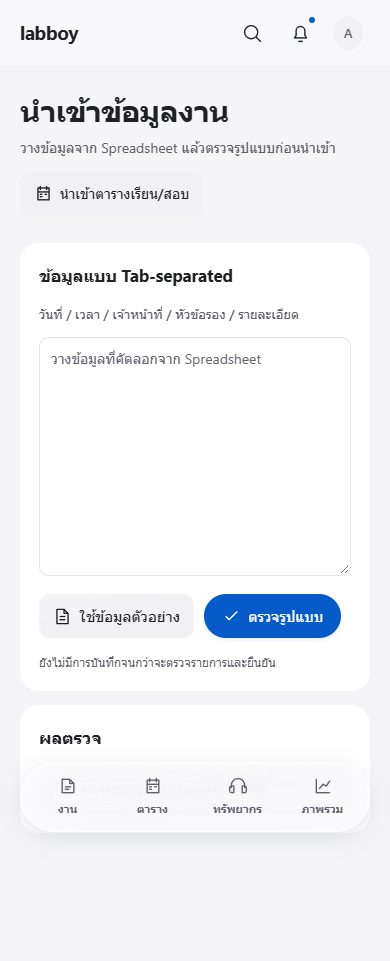 labboy
A
นำเข้าข้อมูลงาน
วางข้อมูลจาก Spreadsheet แล้วตรวจรูปแบบก่อนนำเข้า
นำเข้าตารางเรียน/สอบ
ข้อมูลแบบ Tab-separated
วันที่ / เวลา / เจ้าหน้าที่ / หัวข้อรอง / รายละเอียด
วางข้อมูลที่คัดลอกจาก Spreadsheet
ใช้ข้อมูลตัวอย่าง
ตรวจรูปแบบ
ยังไม่มีการบันทึกจนกว่าจะตรวจรายการและยืนยัน
ผลตรวจ
งาน
ตาราง
ทรัพยากร
ภาพรวม